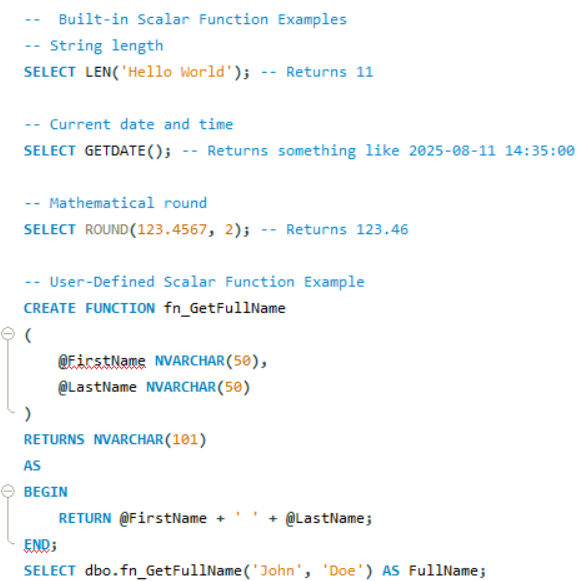 --  Built-in Scalar Function Examples
-- String length
SELECT LEN('Hello World'); -- Returns 11
-- Current date and time
SELECT GETDATE(); -- Returns something like 2025-08-11 14:35:00
-- Mathematical round
SELECT ROUND(123.4567, 2); -- Returns 123.46
-- User-Defined Scalar Function Example
CREATE FUNCTION fn_GetFullName
(
    @FirstName NVARCHAR(50),
    @LastName NVARCHAR(50)
)
RETURNS NVARCHAR(101)
AS
BEGIN
    RETURN @FirstName + ' ' + @LastName;
END;
SELECT dbo.fn_GetFullName('John', 'Doe') AS FullName;